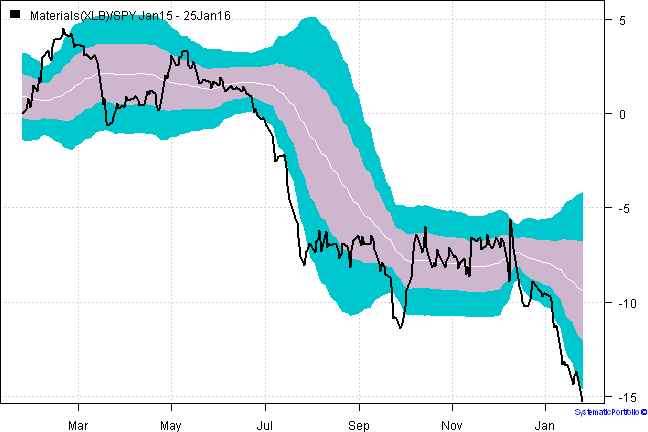 Materials(XLB)/SPY Jan15 - 25Jan16
5
0
-5
-10
-15
Mar May Jul Sep Nov Jan
SystematicPortfolio ©